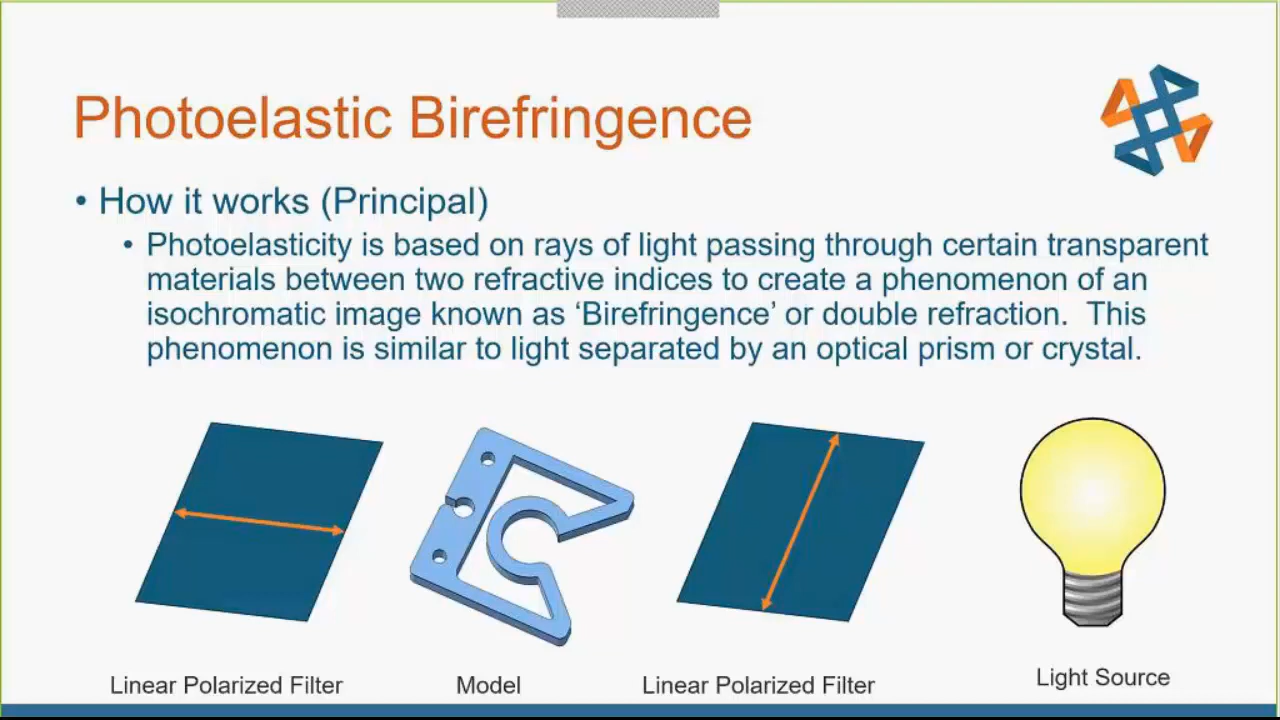 Photoelastic Birefringence
• How it works (Principal)
• Photoelasticity is based on rays of light passing through certain transparent
materials between two refractive indices to create a phenomenon of an
isochromatic image known as ‘Birefringence’ or double refraction.  This
phenomenon is similar to light separated by an optical prism or crystal.
Linear Polarized Filter
Model
Linear Polarized Filter
Light Source